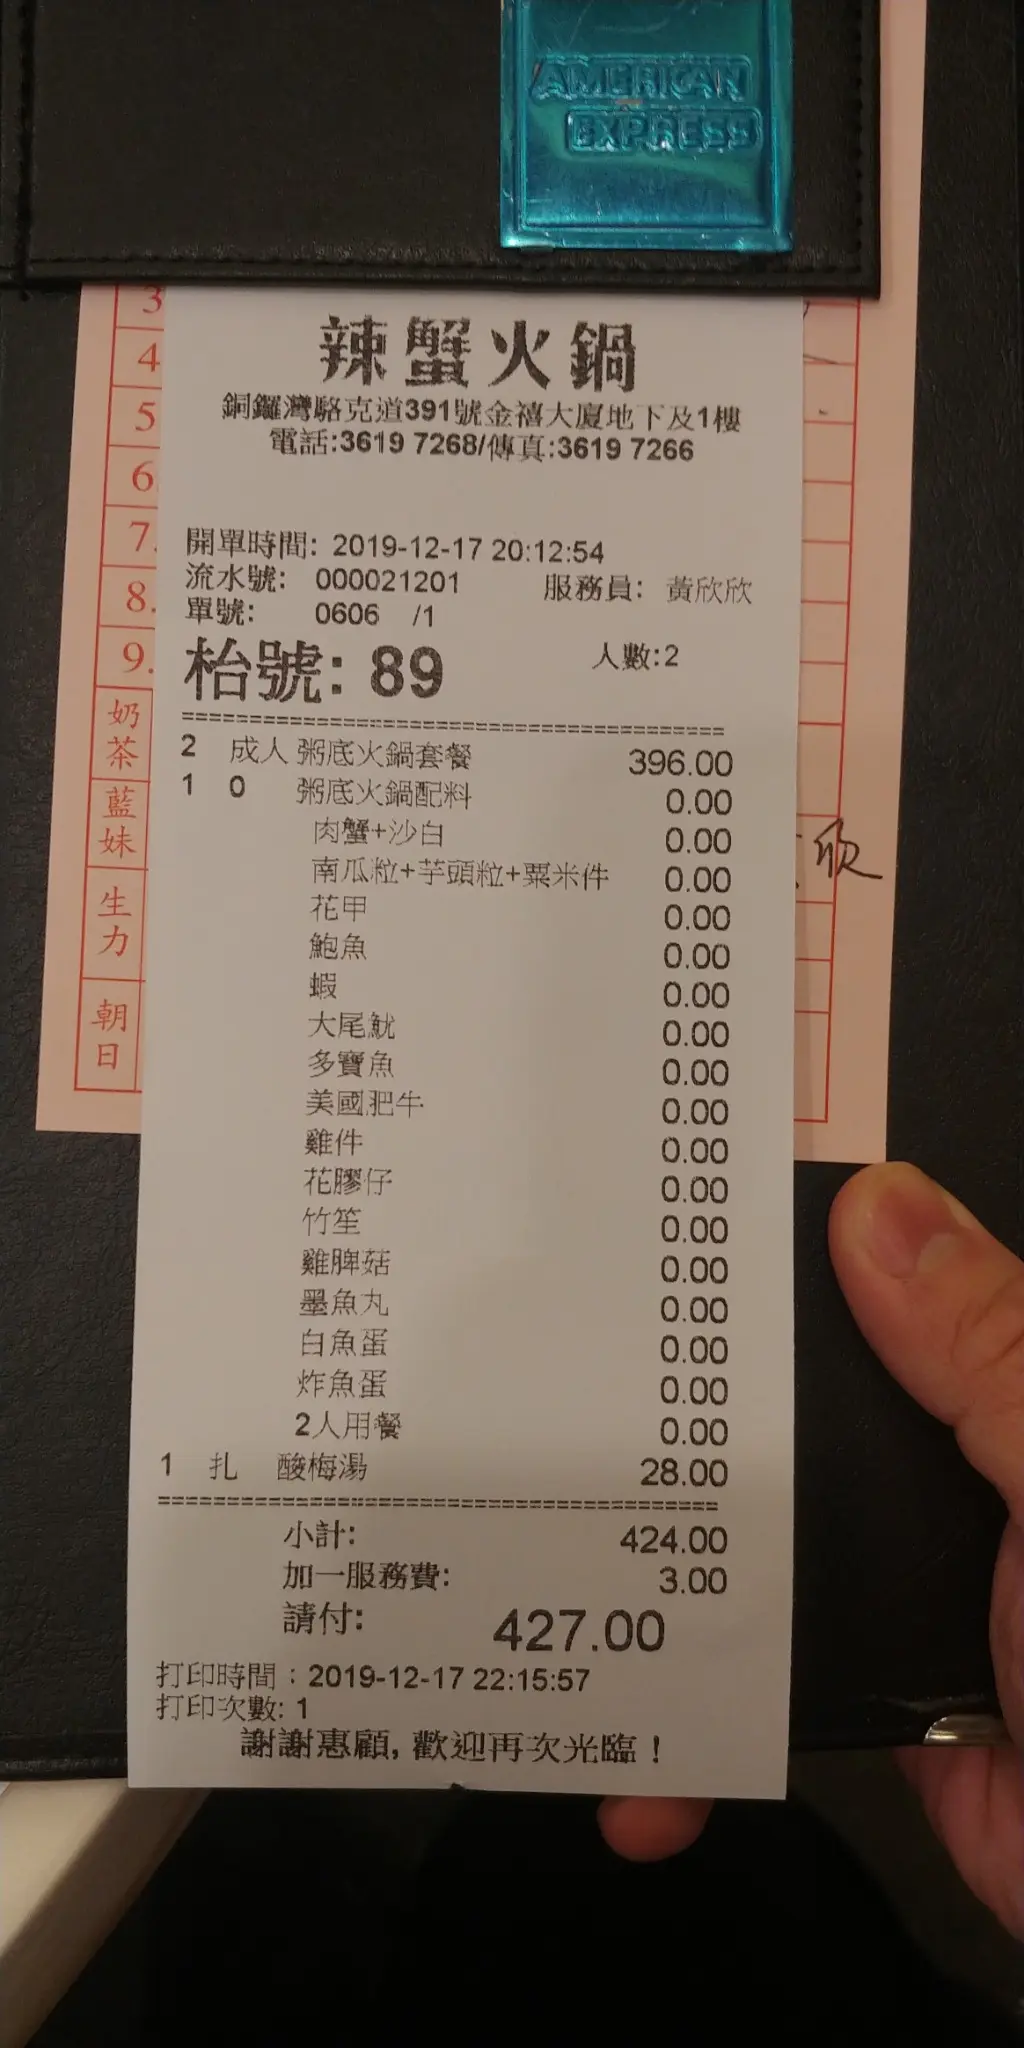 AMERICAN
EXPRESS
辣蟹火鍋
銅鑼灣駱克道391號金禧大廈地下及1樓
電話:3619 7268/傳真:3619 7266
開單時間: 2019-12-17 20:12:54
流水號: 000021201 服務員: 黃欣欣
單號: 0606 /1
枱號: 89 人數:2
========================================
2 成人 粥底火鍋套餐 396.00
1 0 粥底火鍋配料 0.00
肉蟹+沙白 0.00
南瓜粒+芋頭粒+粟米件 0.00
花甲 0.00
鮑魚 0.00
蝦 0.00
大尾魷 0.00
多寶魚 0.00
美國肥牛 0.00
雞件 0.00
花膠仔 0.00
竹笙 0.00
雞脾菇 0.00
墨魚丸 0.00
白魚蛋 0.00
炸魚蛋 0.00
2人用餐 0.00
1 扎 酸梅湯 28.00
========================================
小計: 424.00
加一服務費: 3.00
請付: 427.00
打印時間：2019-12-17 22:15:57
打印次數: 1
謝謝惠顧, 歡迎再次光臨！
3
4
5
6
7.
8.
9.
奶茶
藍妹
生力
朝日
欣